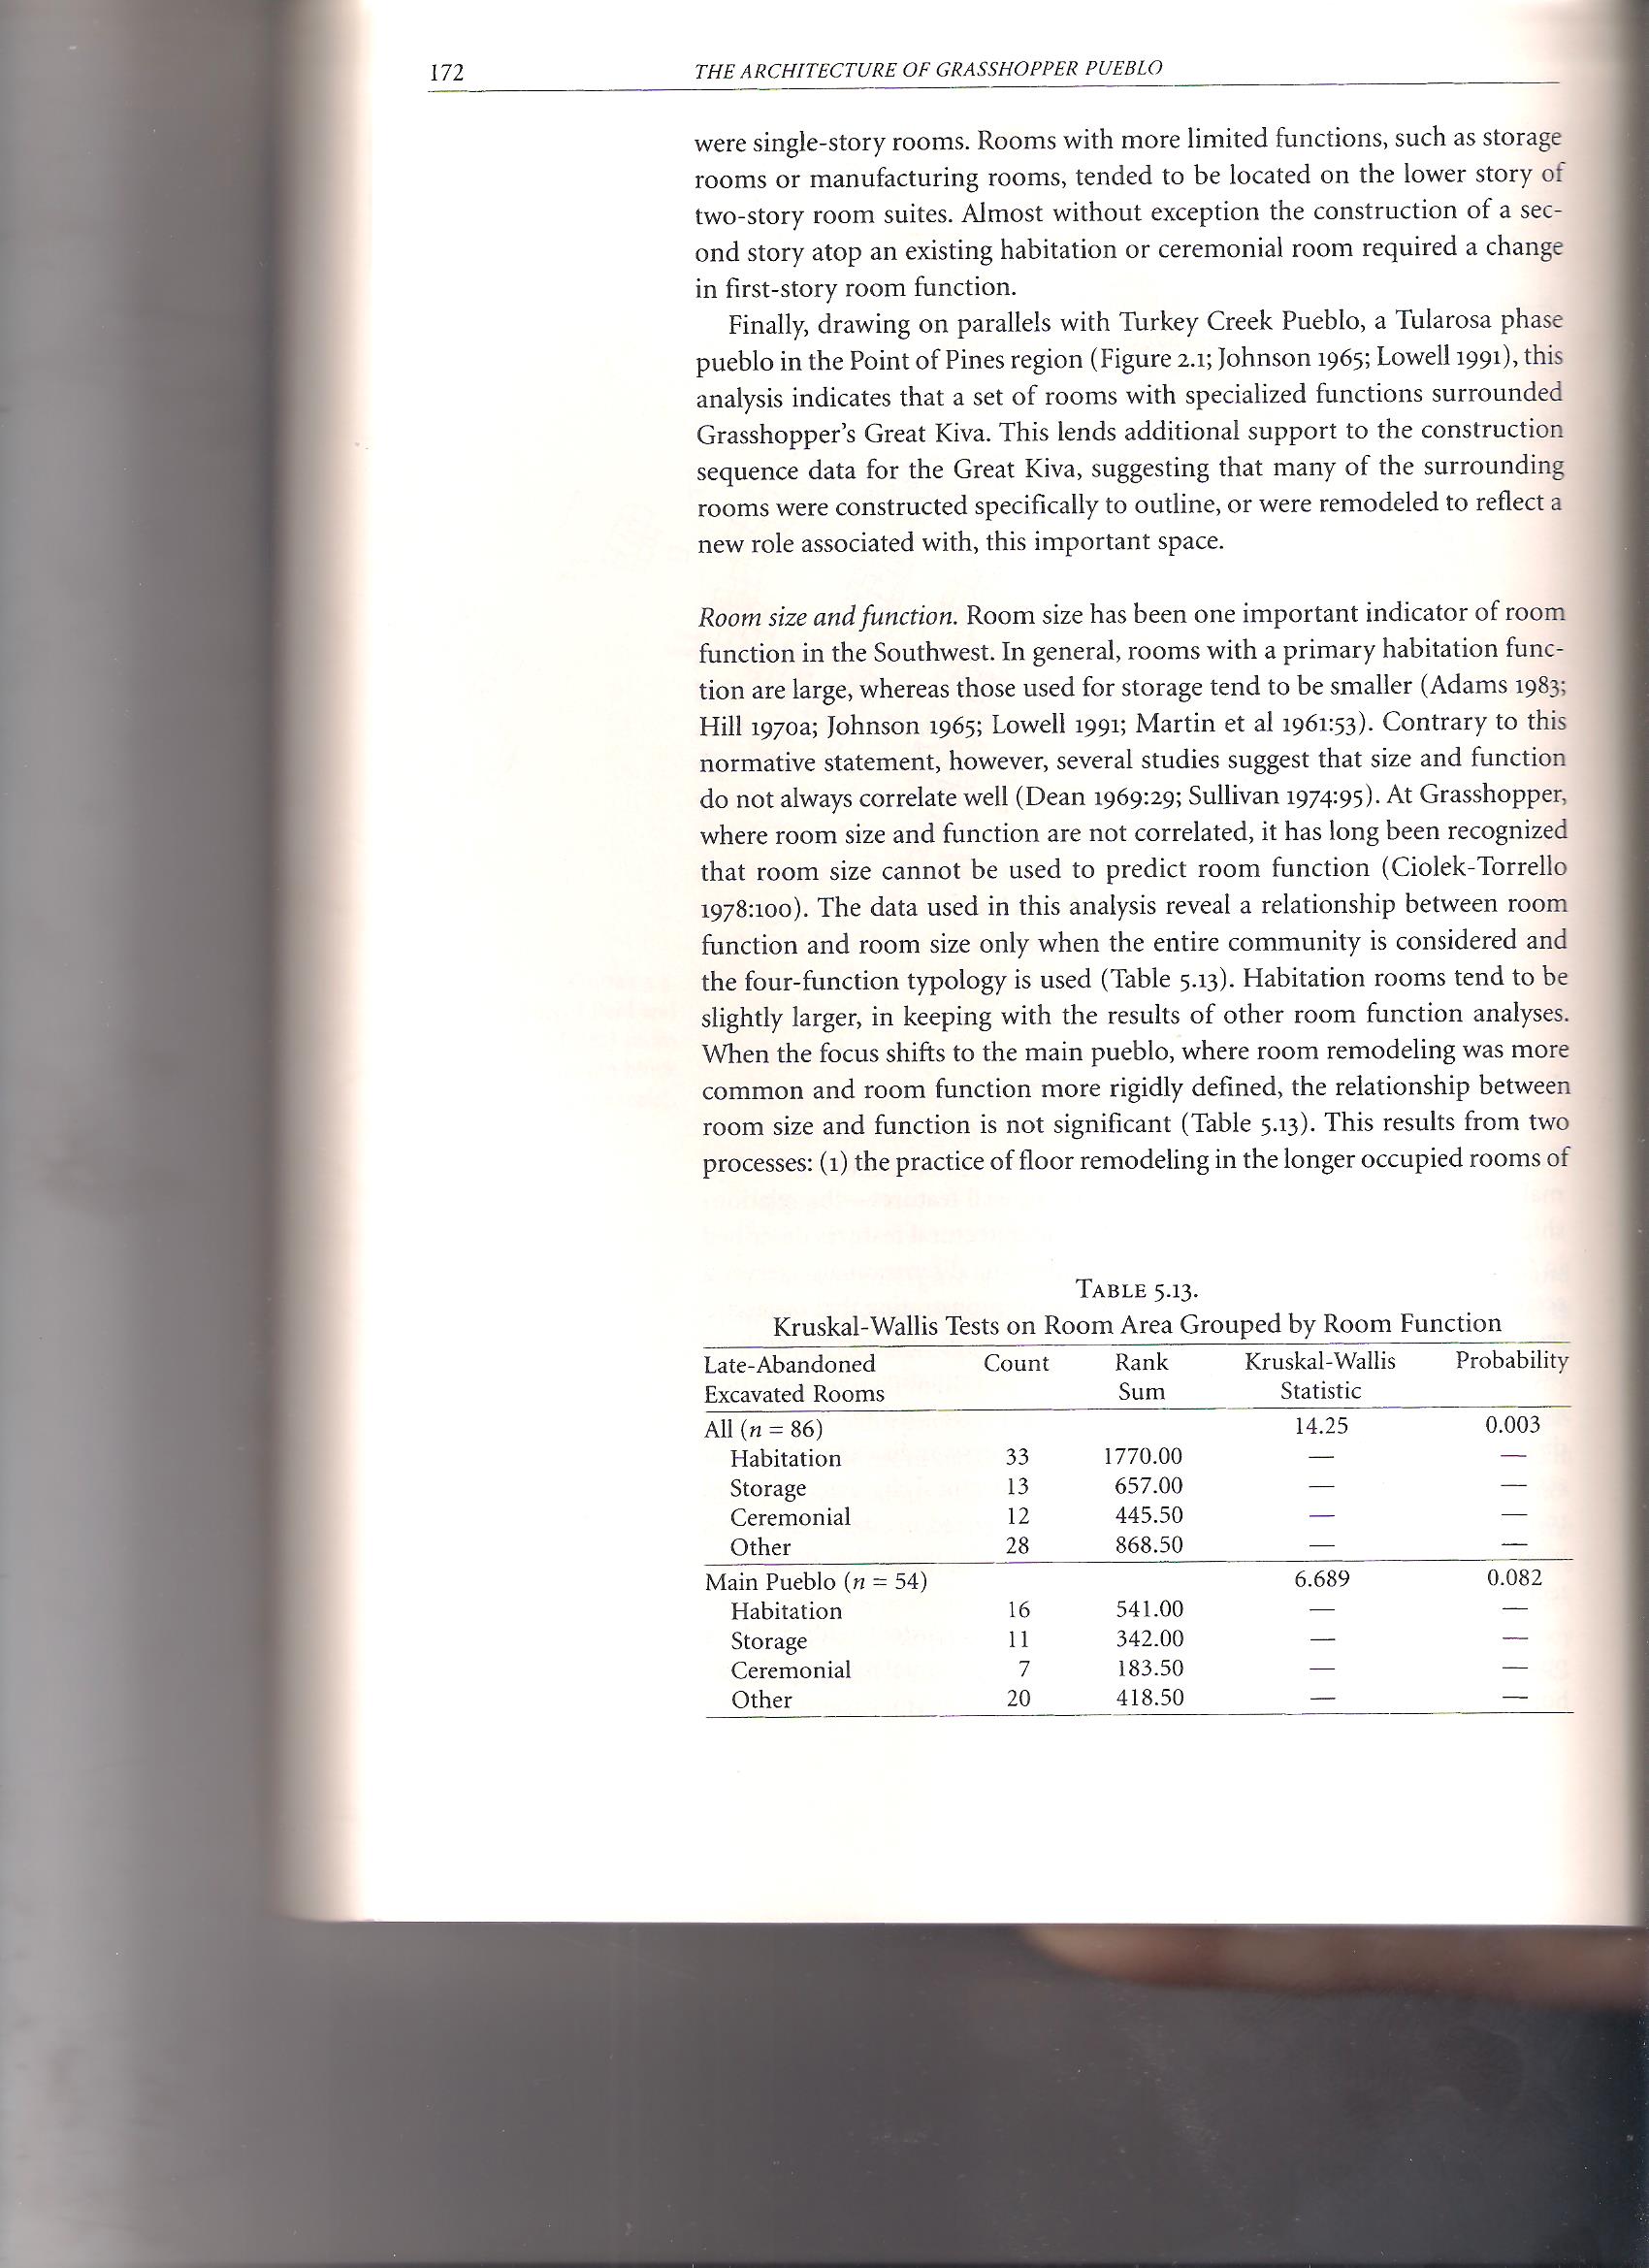 172
THE ARCHITECTURE OF GRASSHOPPER PUEBLO
were single-story rooms. Rooms with more limited functions, such as storage
rooms or manufacturing rooms, tended to be located on the lower story of
two-story room suites. Almost without exception the construction of a sec-
ond story atop an existing habitation or ceremonial room required a change
in first-story room function.
Finally, drawing on parallels with Turkey Creek Pueblo, a Tularosa phase
pueblo in the Point of Pines region (Figure 2.1; Johnson 1965; Lowell 1991), this
analysis indicates that a set of rooms with specialized functions surrounded
Grasshopper's Great Kiva. This lends additional support to the construction
sequence data for the Great Kiva, suggesting that many of the surrounding
rooms were constructed specifically to outline, or were remodeled to reflect a
new role associated with, this important space.
Room size and function. Room size has been one important indicator of room
function in the Southwest. In general, rooms with a primary habitation func-
tion are large, whereas those used for storage tend to be smaller (Adams 1983;
Hill 1970a; Johnson 1965; Lowell 1991; Martin et al 1961:53). Contrary to this
normative statement, however, several studies suggest that size and function
do not always correlate well (Dean 1969:29; Sullivan 1974:95). At Grasshopper,
where room size and function are not correlated, it has long been recognized
that room size cannot be used to predict room function (Ciolek-Torrello
1978:100). The data used in this analysis reveal a relationship between room
function and room size only when the entire community is considered and
the four-function typology is used (Table 5.13). Habitation rooms tend to be
slightly larger, in keeping with the results of other room function analyses.
When the focus shifts to the main pueblo, where room remodeling was more
common and room function more rigidly defined, the relationship between
room size and function is not significant (Table 5.13). This results from two
processes: (1) the practice of floor remodeling in the longer occupied rooms of
TABLE 5.13.
Kruskal-Wallis Tests on Room Area Grouped by Room Function
Late-Abandoned Count Rank Kruskal-Wallis Probability
Excavated Rooms Sum Statistic
All (n = 86) 14.25 0.003
Habitation 33 1770.00 — —
Storage 13 657.00 — —
Ceremonial 12 445.50 — —
Other 28 868.50 — —
Main Pueblo (n = 54) 6.689 0.082
Habitation 16 541.00 — —
Storage 11 342.00 — —
Ceremonial 7 183.50 — —
Other 20 418.50 — —